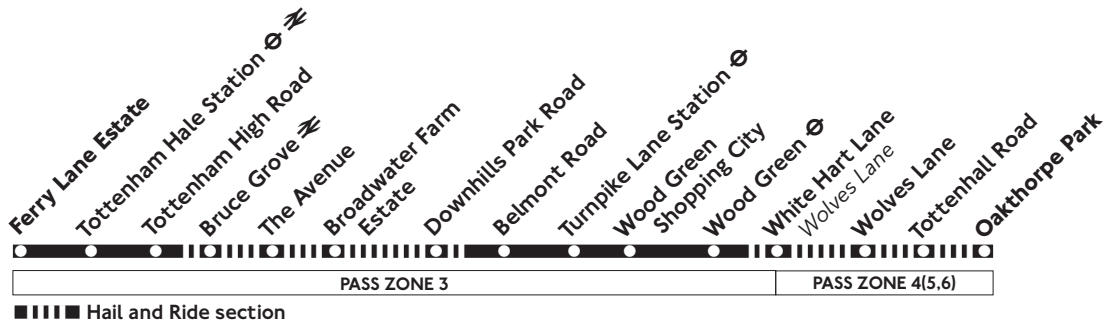 Ferry Lane Estate
Tottenham Hale Station
Tottenham High Road
Bruce Grove
The Avenue
Broadwater Farm
Estate
Downhills Park Road
Belmont Road
Turnpike Lane Station
Wood Green
Shopping City
Wood Green
White Hart Lane
Wolves Lane
Wolves Lane
Tottenhall Road
Oakthorpe Park
PASS ZONE 3
PASS ZONE 4(5,6)
Hail and Ride section